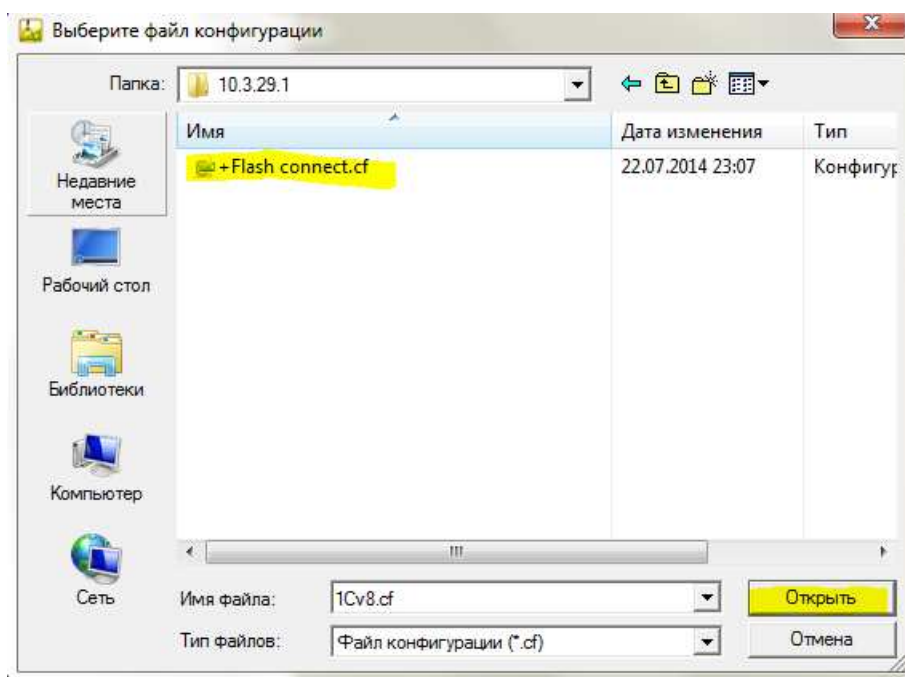 Выберите файл конфигурации
Папка: 10.3.29.1
Имя Дата изменения Тип
+Flash connect.cf 22.07.2014 23:07 Конфигур
Недавние
места
Рабочий стол
Библиотеки
Компьютер
Сеть
Имя файла: 1Cv8.cf Открыть
Тип файлов: Файл конфигурации (*.cf) Отмена